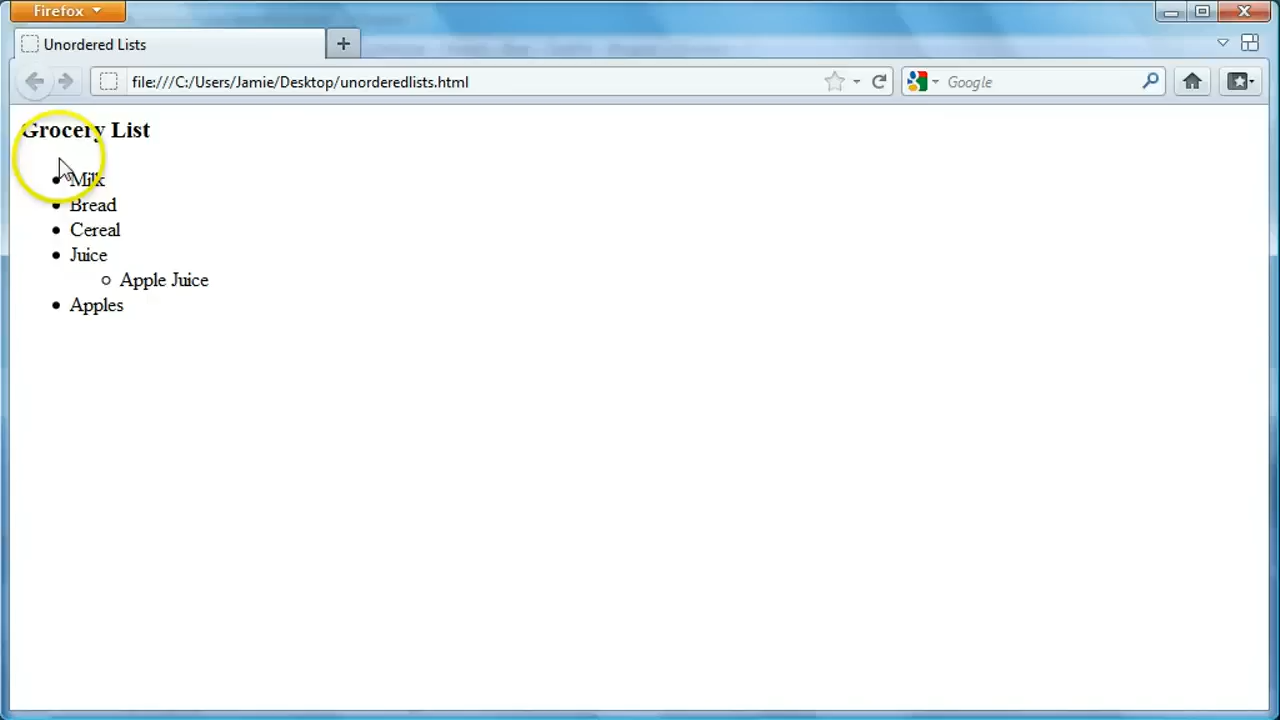 Firefox
Unordered Lists
file:///C:/Users/Jamie/Desktop/unorderedlists.html
Google
Grocery List
Milk
Bread
Cereal
Juice
Apple Juice
Apples